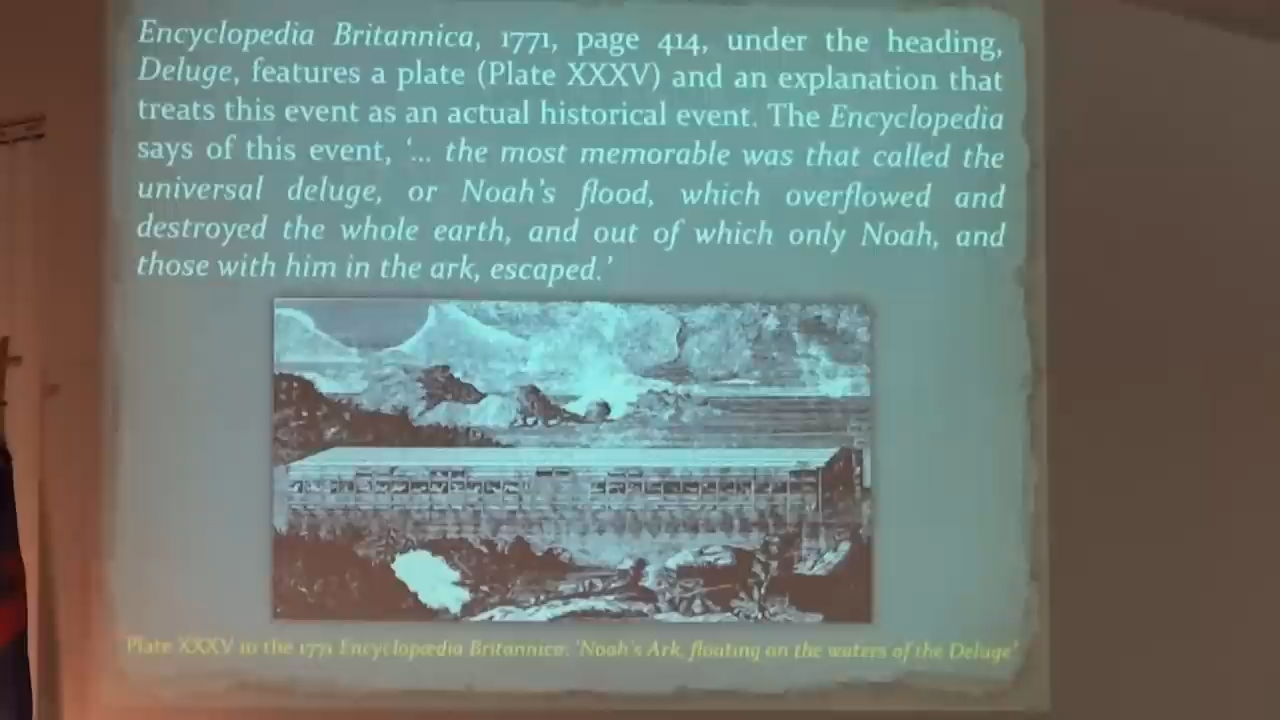 Encyclopedia Britannica, 1771, page 414, under the heading,
Deluge, features a plate (Plate XXXV) and an explanation that
treats this event as an actual historical event. The Encyclopedia
says of this event, ‘... the most memorable was that called the
universal deluge, or Noah’s flood, which overflowed and
destroyed the whole earth, and out of which only Noah, and
those with him in the ark, escaped.’
Plate XXXV in the 1771 Encyclopædia Britannica. ‘Noah’s Ark, floating on the waters of the Deluge’